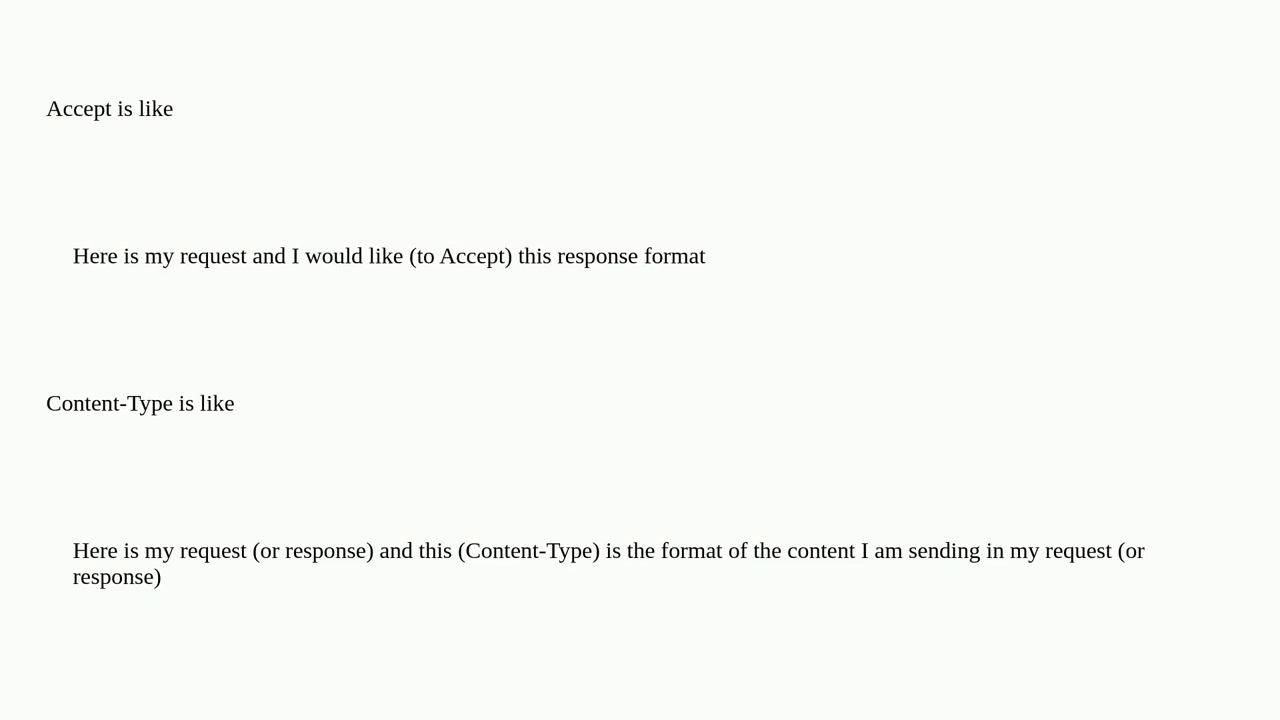 Accept is like
Here is my request and I would like (to Accept) this response format
Content-Type is like
Here is my request (or response) and this (Content-Type) is the format of the content I am sending in my request (or
response)